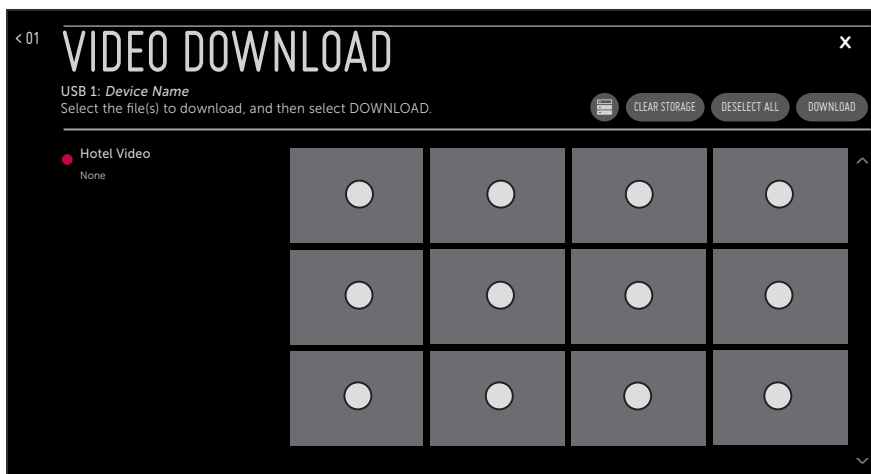 < 01
VIDEO DOWNLOAD
X
USB 1: Device Name
Select the file(s) to download, and then select DOWNLOAD.
CLEAR STORAGE
DESELECT ALL
DOWNLOAD
Hotel Video
None